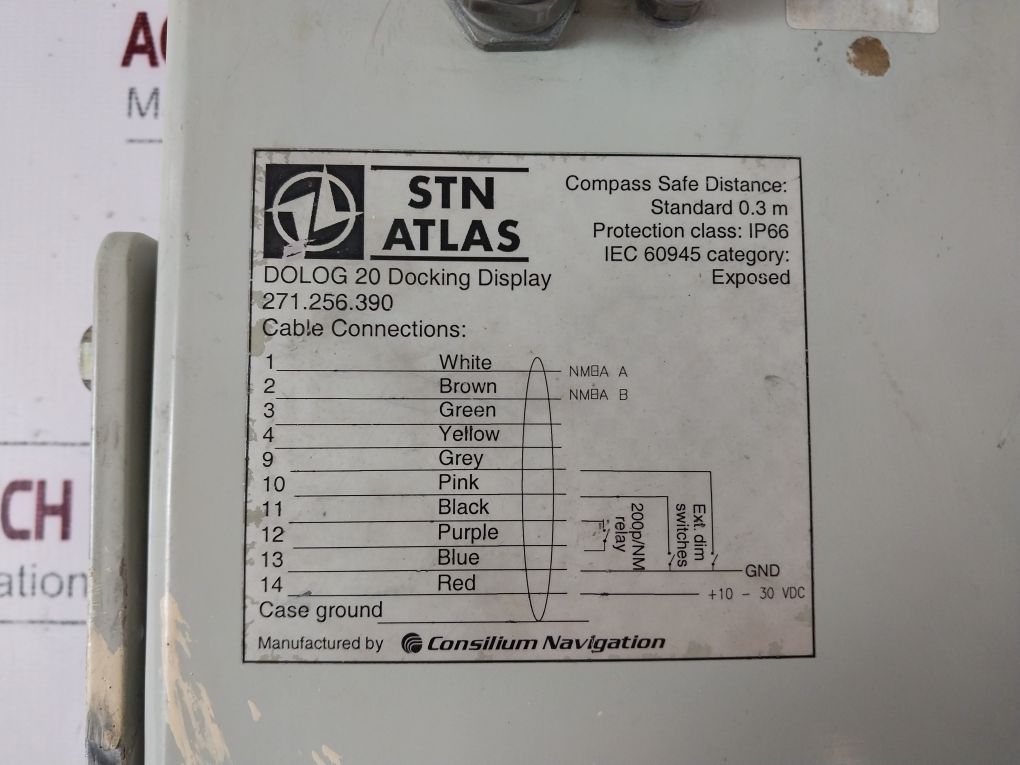 STN
ATLAS
Compass Safe Distance:
Standard 0.3 m
Protection class: IP66
IEC 60945 category:
Exposed
DOLOG 20 Docking Display
271.256.390
Cable Connections:
1 White NMEA A
2 Brown NMEA B
3 Green
4 Yellow
9 Grey
10 Pink
11 Black
12 Purple
13 Blue GND
14 Red +10 - 30 VDC
200p/NM
relay
Ext. dim
switches
Case ground
Manufactured by Consilium Navigation
CH
ation